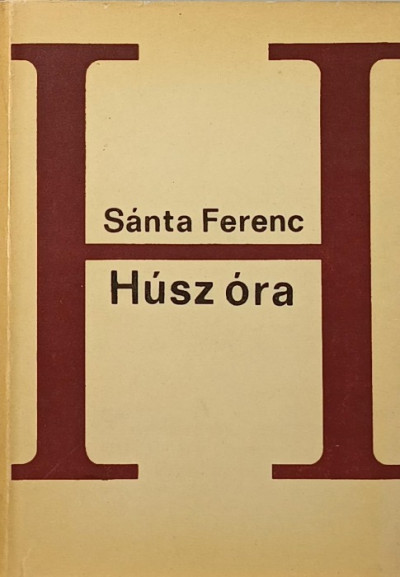 H
Sánta Ferenc
Húsz óra